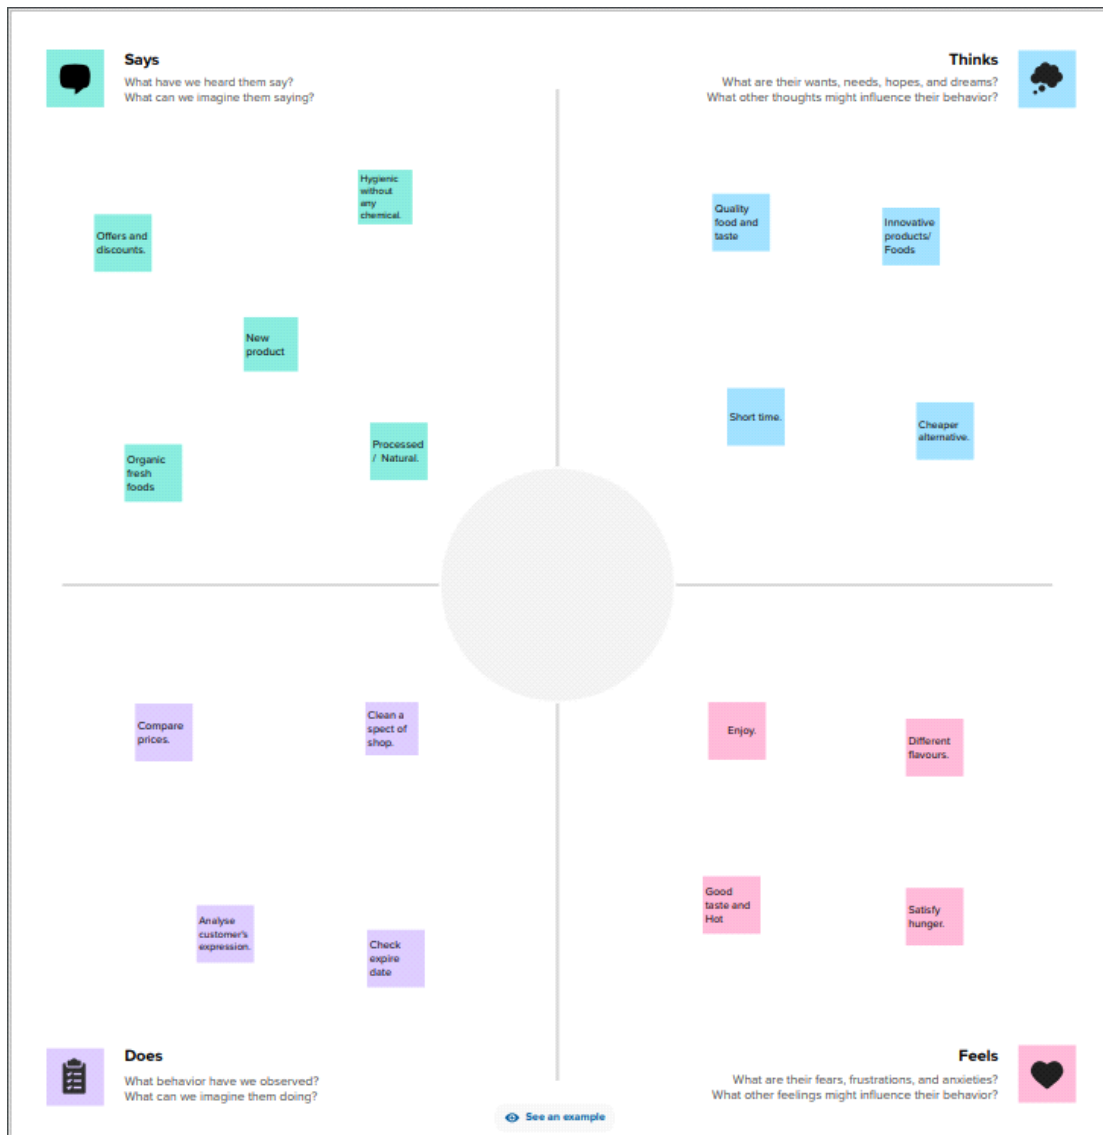 Says
What have we heard them say?
What can we imagine them saying?
Thinks
What are their wants, needs, hopes, and dreams?
What other thoughts might influence their behavior?
Hygienic
without
any
chemical.
Offers and
discounts.
New
product
Organic
fresh
foods
Processed
/ Natural.
Quality
food and
taste
Innovative
products/
Foods
Short time.
Cheaper
alternative.
Compare
prices.
Clean a
spect of
shop.
Analyse
customer's
expression.
Check
expire
date
Enjoy.
Different
flavours.
Good
taste and
Hot
Satisfy
hunger.
Does
What behavior have we observed?
What can we imagine them doing?
Feels
What are their fears, frustrations, and anxieties?
What other feelings might influence their behavior?
See an example